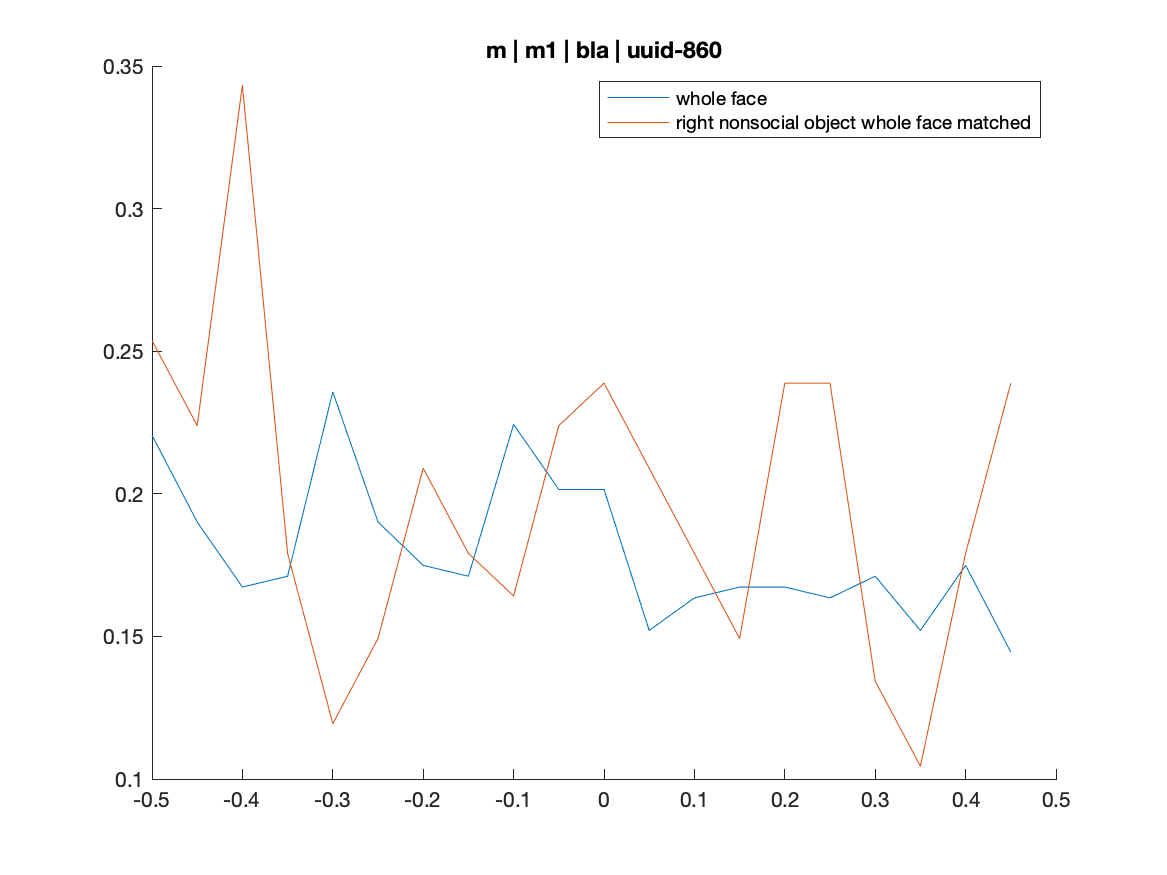 m | m1 | bla | uuid-860
whole face
right nonsocial object whole face matched
0.35
0.3
0.25
0.2
0.15
0.1
-0.5 -0.4 -0.3 -0.2 -0.1 0 0.1 0.2 0.3 0.4 0.5